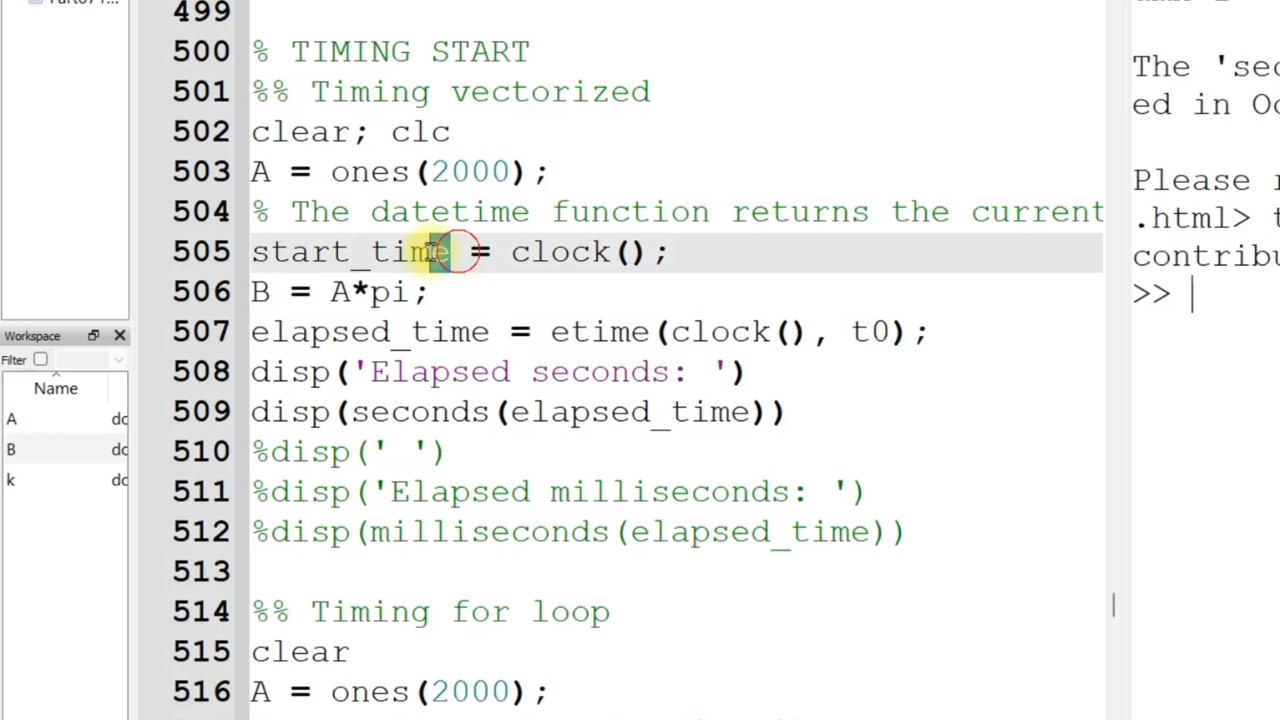 499
500 % TIMING START
501 %% Timing vectorized
502 clear; clc
503 A = ones(2000);
504 % The datetime function returns the current
505 start_time = clock();
506 B = A*pi;
507 elapsed_time = etime(clock(), t0);
508 disp('Elapsed seconds: ')
509 disp(seconds(elapsed_time))
510 %disp(' ')
511 %disp('Elapsed milliseconds: ')
512 %disp(milliseconds(elapsed_time))
513
514 %% Timing for loop
515 clear
516 A = ones(2000);
Workspace
Filter
Name
A
B
k
The 'sec
ed in Oc
Please r
.html> t
contribu
>>